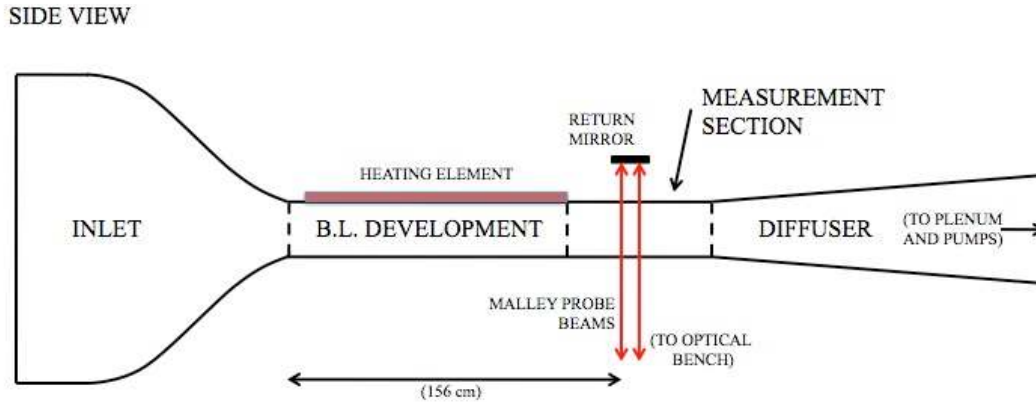 SIDE VIEW
MEASUREMENT
SECTION
RETURN
MIRROR
HEATING ELEMENT
INLET
B.L. DEVELOPMENT
DIFFUSER
(TO PLENUM
AND PUMPS)
MALLEY PROBE
BEAMS
(TO OPTICAL
BENCH)
(156 cm)